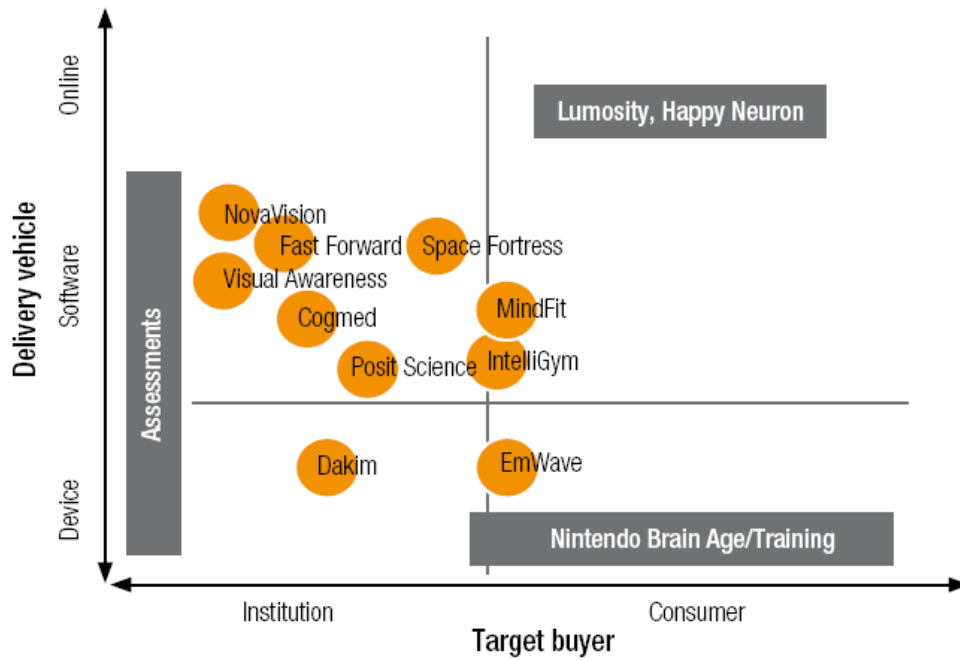 Online
Lumosity, Happy Neuron
NovaVision
Fast Forward
Space Fortress
Visual Awareness
Delivery vehicle
Software
Cogmed
MindFit
Posit Science
IntelliGym
Assessments
Dakim
EmWave
Device
Nintendo Brain Age/Training
Institution
Consumer
Target buyer